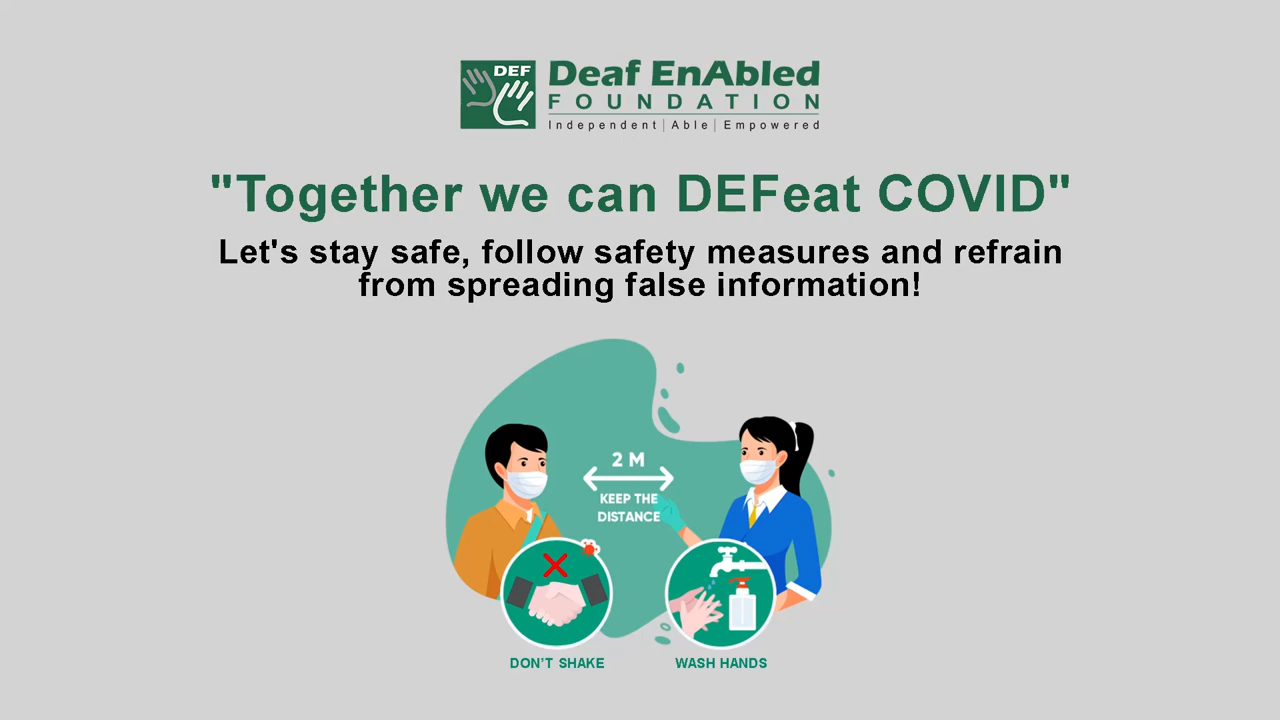 DEF
Deaf EnAbled
FOUNDATION
Independent | Able | Empowered
"Together we can DEFeat COVID"
Let's stay safe, follow safety measures and refrain
from spreading false information!
2 M
KEEP THE
DISTANCE
DON'T SHAKE
WASH HANDS